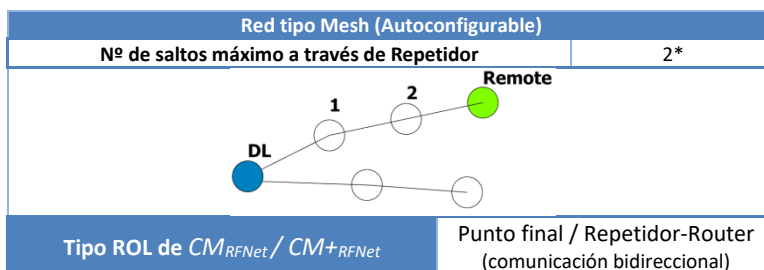 Red tipo Mesh (Autoconfigurable)
Nº de saltos máximo a través de Repetidor 2*
Remote
2
1
DL
Tipo ROL de CMRFNet / CM+RFNet
Punto final / Repetidor-Router
(comunicación bidireccional)